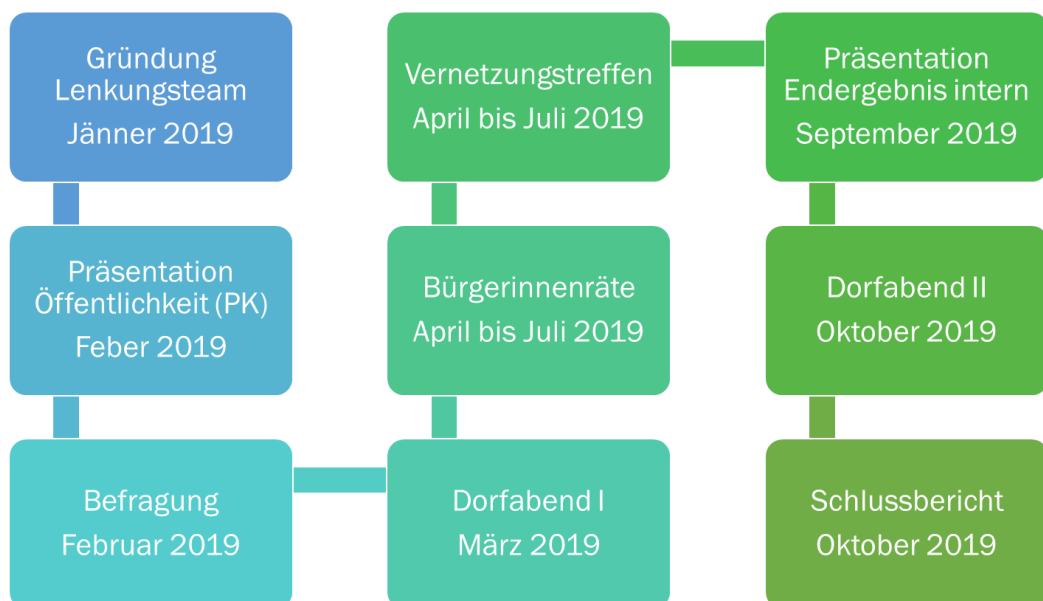 Gründung
Lenkungsteam
Jänner 2019
Präsentation
Öffentlichkeit (PK)
Feber 2019
Befragung
Februar 2019
Dorfabend I
März 2019
Bürgerinnenräte
April bis Juli 2019
Vernetzungstreffen
April bis Juli 2019
Präsentation
Endergebnis intern
September 2019
Dorfabend II
Oktober 2019
Schlussbericht
Oktober 2019